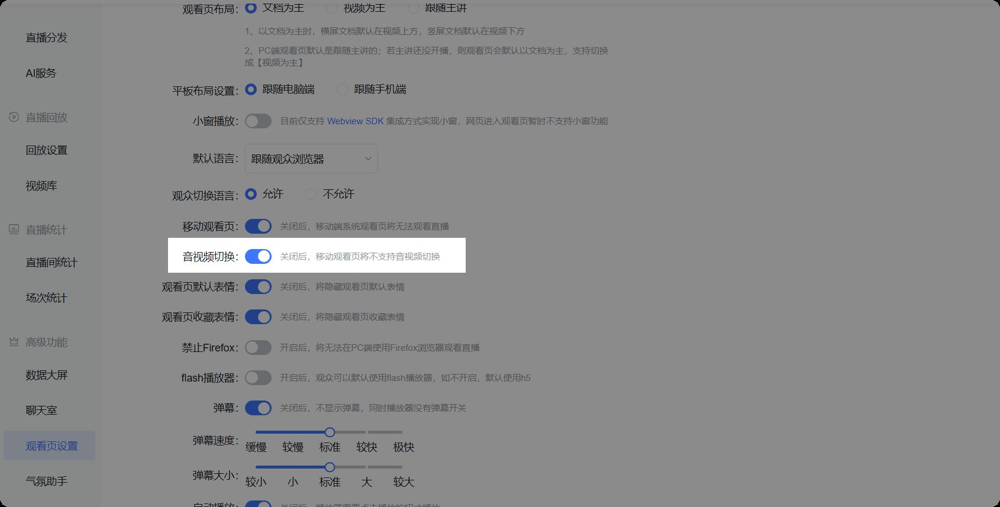 观看页布局：
文档为主
视频为主
跟随主讲
1、以文档为主时，横屏文档默认在视频上方，竖屏文档默认在视频下方
2、PC端观看页默认是跟随主讲的；若主讲还没开播，则观看页会默认以文档为主，支持切换
成【视频为主】
平板布局设置：
跟随电脑端
跟随手机端
小窗播放：
目前仅支持 Webview SDK 集成方式实现小窗，网页进入观看页暂时不支持小窗功能
默认语言：
跟随观众浏览器
观众切换语言：
允许
不允许
移动观看页：
关闭后，移动端系统观看页将无法观看直播
音视频切换：
关闭后，移动观看页将不支持音视频切换
观看页默认表情：
关闭后，将隐藏观看页默认表情
观看页收藏表情：
关闭后，将隐藏观看页收藏表情
禁止Firefox：
开启后，将无法在PC端使用Firefox浏览器观看直播
flash播放器：
开启后，观众可以默认使用flash播放器，如不开启，默认使用h5
弹幕：
关闭后，不显示弹幕，同时播放器没有弹幕开关
弹幕速度：
缓慢
较慢
标准
较快
极快
弹幕大小：
较小
小
标准
大
较大
自动播放：
关闭后，播放器需要点击播放按钮才播放
直播分发
AI服务
直播回放
回放设置
视频库
直播统计
直播间统计
场次统计
高级功能
数据大屏
聊天室
观看页设置
气氛助手